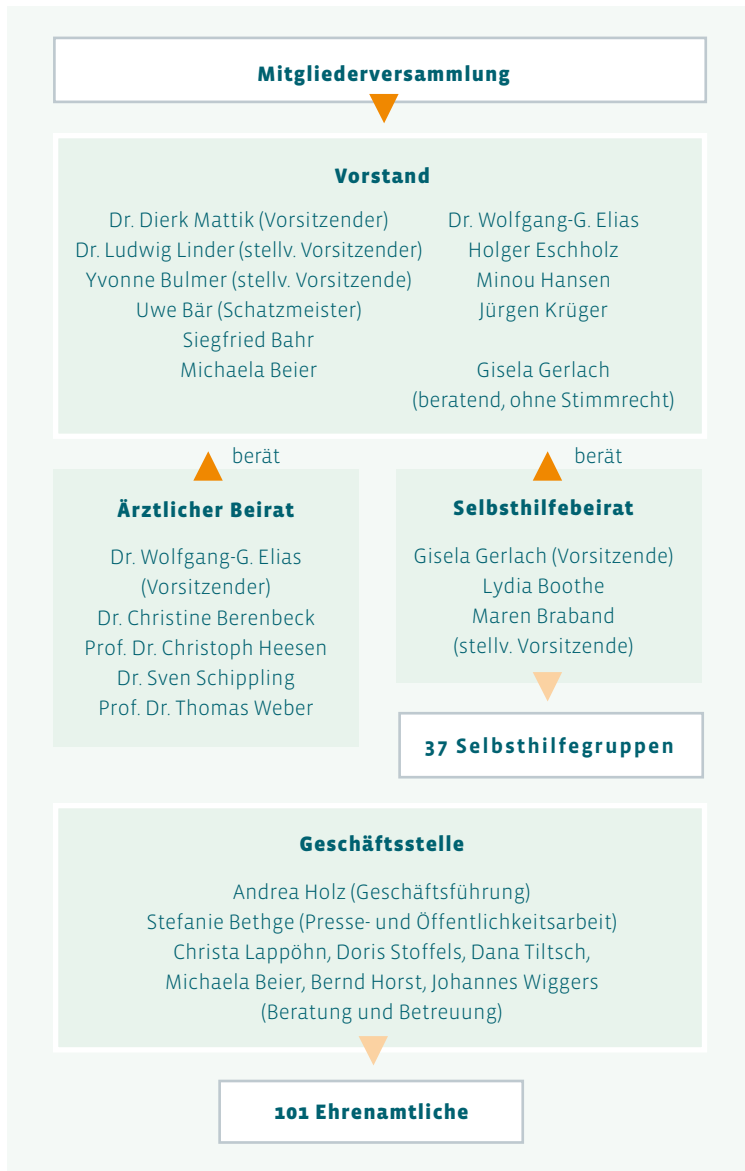 Mitgliederversammlung
Vorstand
Dr. Dierk Mattik (Vorsitzender)
Dr. Ludwig Linder (stellv. Vorsitzender)
Yvonne Bulmer (stellv. Vorsitzende)
Uwe Bär (Schatzmeister)
Siegfried Bahr
Michaela Beier
Dr. Wolfgang-G. Elias
Holger Eschholz
Minou Hansen
Jürgen Krüger
Gisela Gerlach
(beratend, ohne Stimmrecht)
berät
Ärztlicher Beirat
Dr. Wolfgang-G. Elias
(Vorsitzender)
Dr. Christine Berenbeck
Prof. Dr. Christoph Heesen
Dr. Sven Schippling
Prof. Dr. Thomas Weber
berät
Selbsthilfebeirat
Gisela Gerlach (Vorsitzende)
Lydia Boothe
Maren Braband
(stellv. Vorsitzende)
37 Selbsthilfegruppen
Geschäftsstelle
Andrea Holz (Geschäftsführung)
Stefanie Bethge (Presse- und Öffentlichkeitsarbeit)
Christa Lappöhn, Doris Stoffels, Dana Tiltsch,
Michaela Beier, Bernd Horst, Johannes Wiggers
(Beratung und Betreuung)
101 Ehrenamtliche